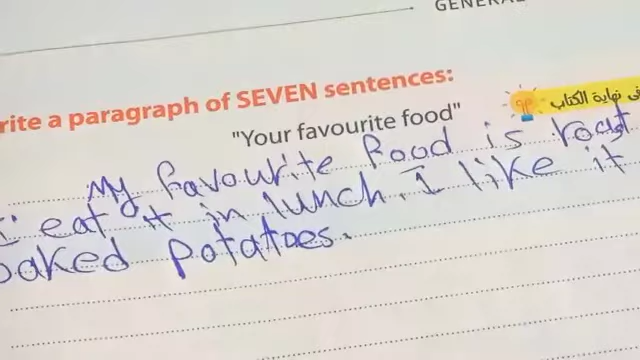 GENERAL
rite a paragraph of SEVEN sentences:
فى نهاية الكتاب
"Your favourite food"
My favourite food is roast
I eat it in lunch. I like it
baked potatoes.